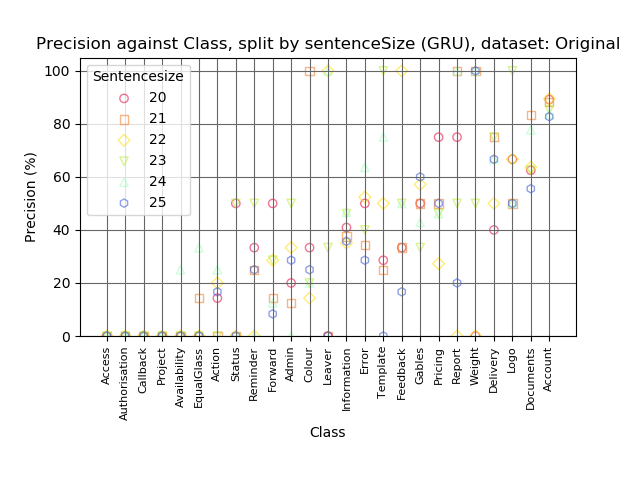 Precision against Class, split by sentenceSize (GRU), dataset: Original
Sentencesize
20
21
22
23
24
25
Precision (%)
100
80
60
40
20
0
Access
Authorisation
Callback
Project
Availability
EqualGlass
Action
Status
Reminder
Forward
Admin
Colour
Leaver
Information
Error
Template
Feedback
Gables
Pricing
Report
Weight
Delivery
Logo
Documents
Account
Class